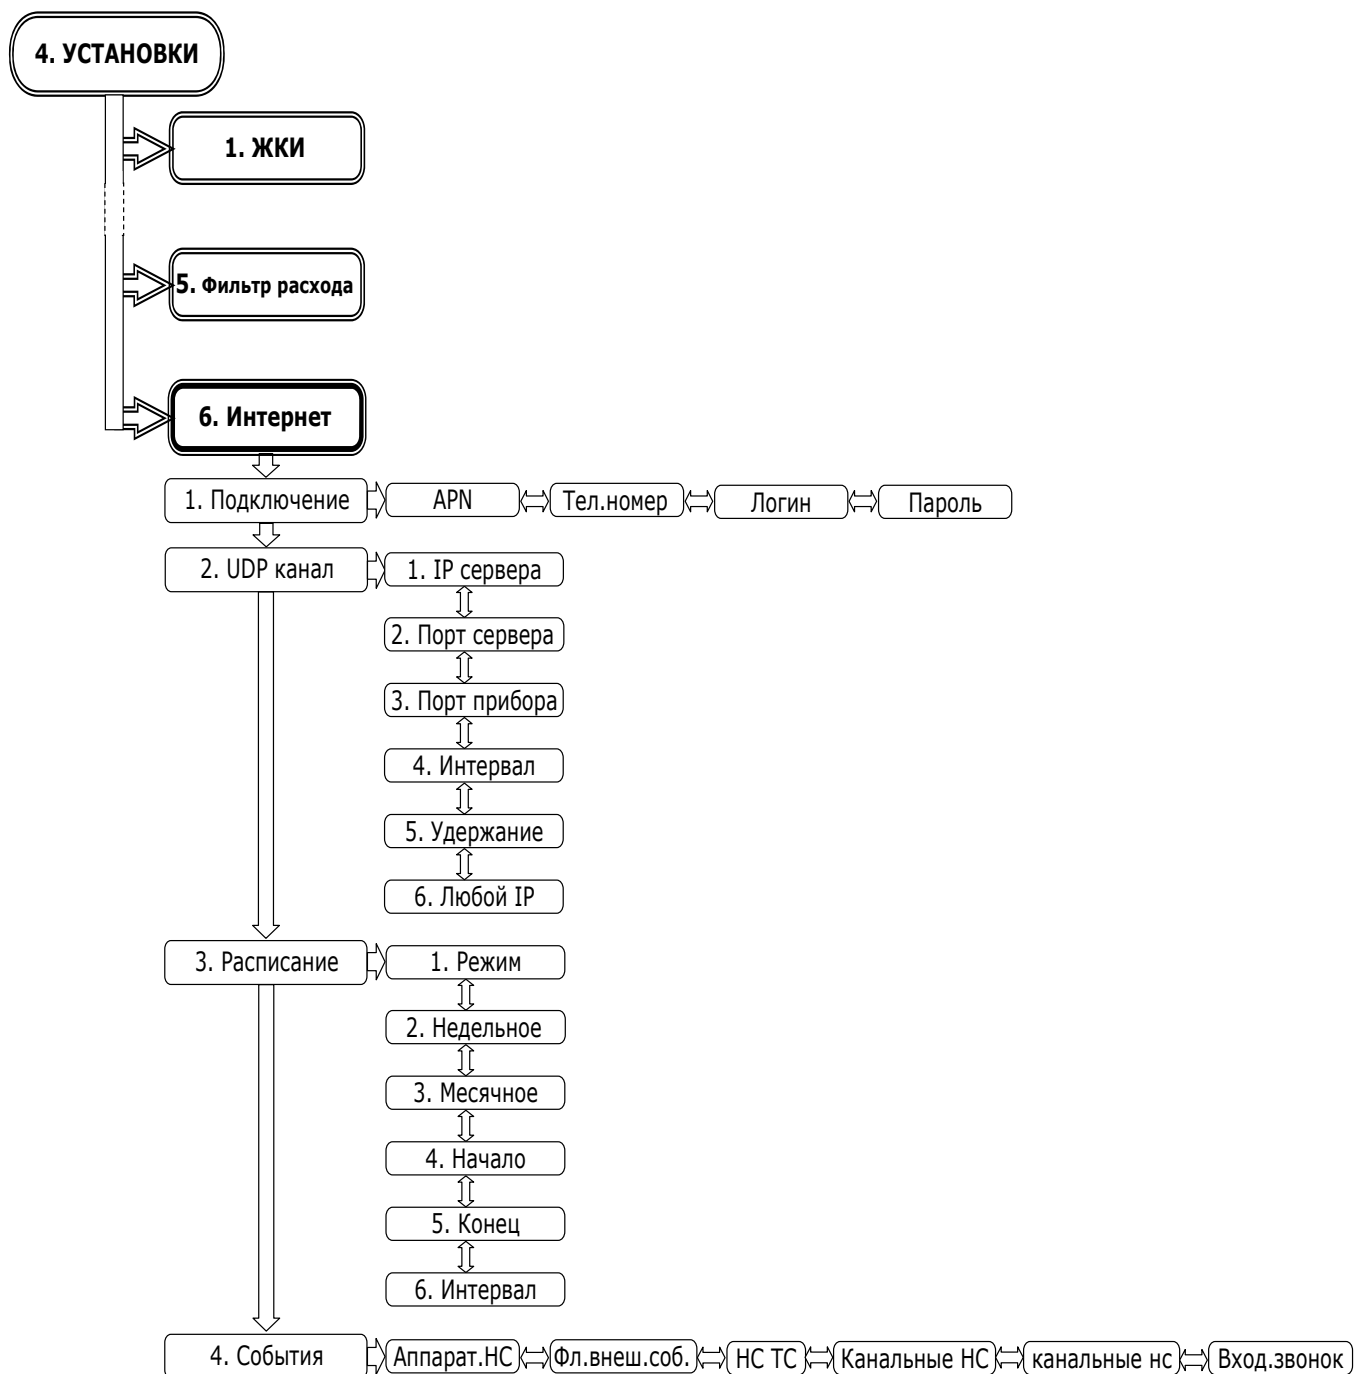 4. УСТАНОВКИ
1. ЖКИ
5. Фильтр расхода
6. Интернет
1. Подключение
APN
Тел.номер
Логин
Пароль
2. UDP канал
1. IP сервера
2. Порт сервера
3. Порт прибора
4. Интервал
5. Удержание
6. Любой IP
3. Расписание
1. Режим
2. Недельное
3. Месячное
4. Начало
5. Конец
6. Интервал
4. События
Аппарат.НС
Фл.внеш.соб.
НС ТС
Канальные НС
канальные нс
Вход.звонок